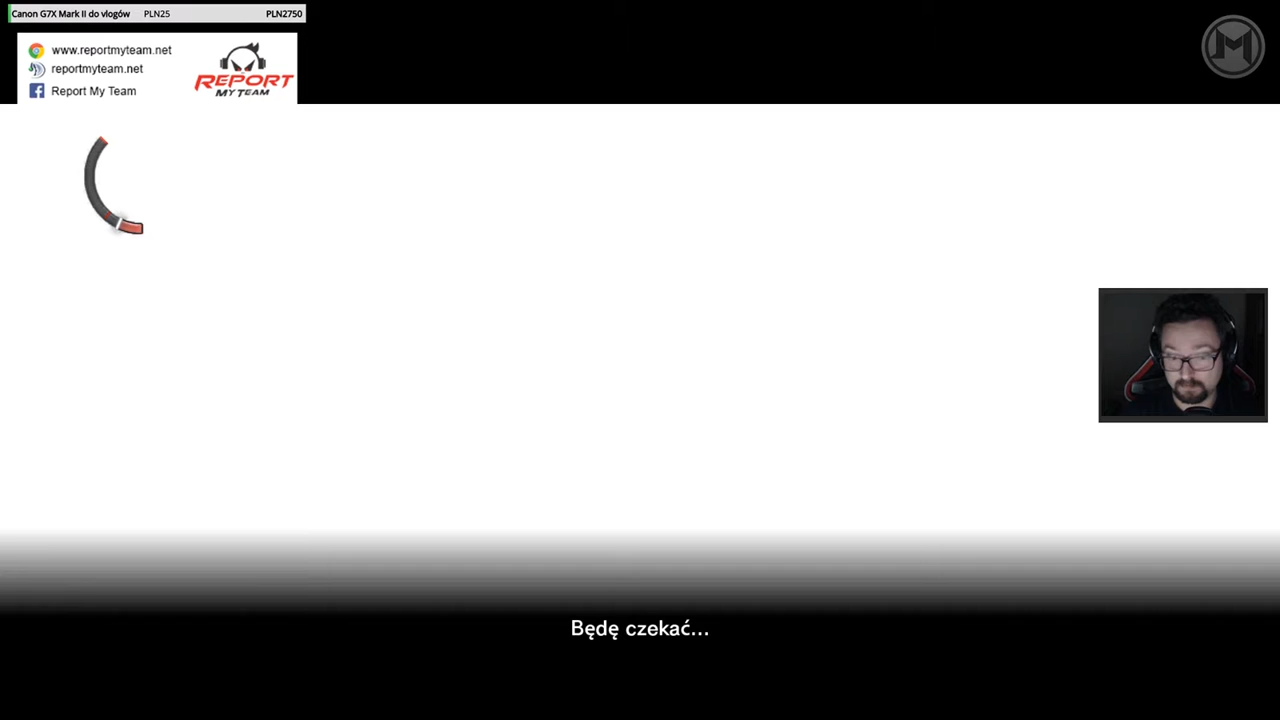 Canon G7X Mark II do vlogów PLN25 PLN2750
www.reportmyteam.net
reportmyteam.net
Report My Team
REPORT
MY TEAM
Będę czekać...